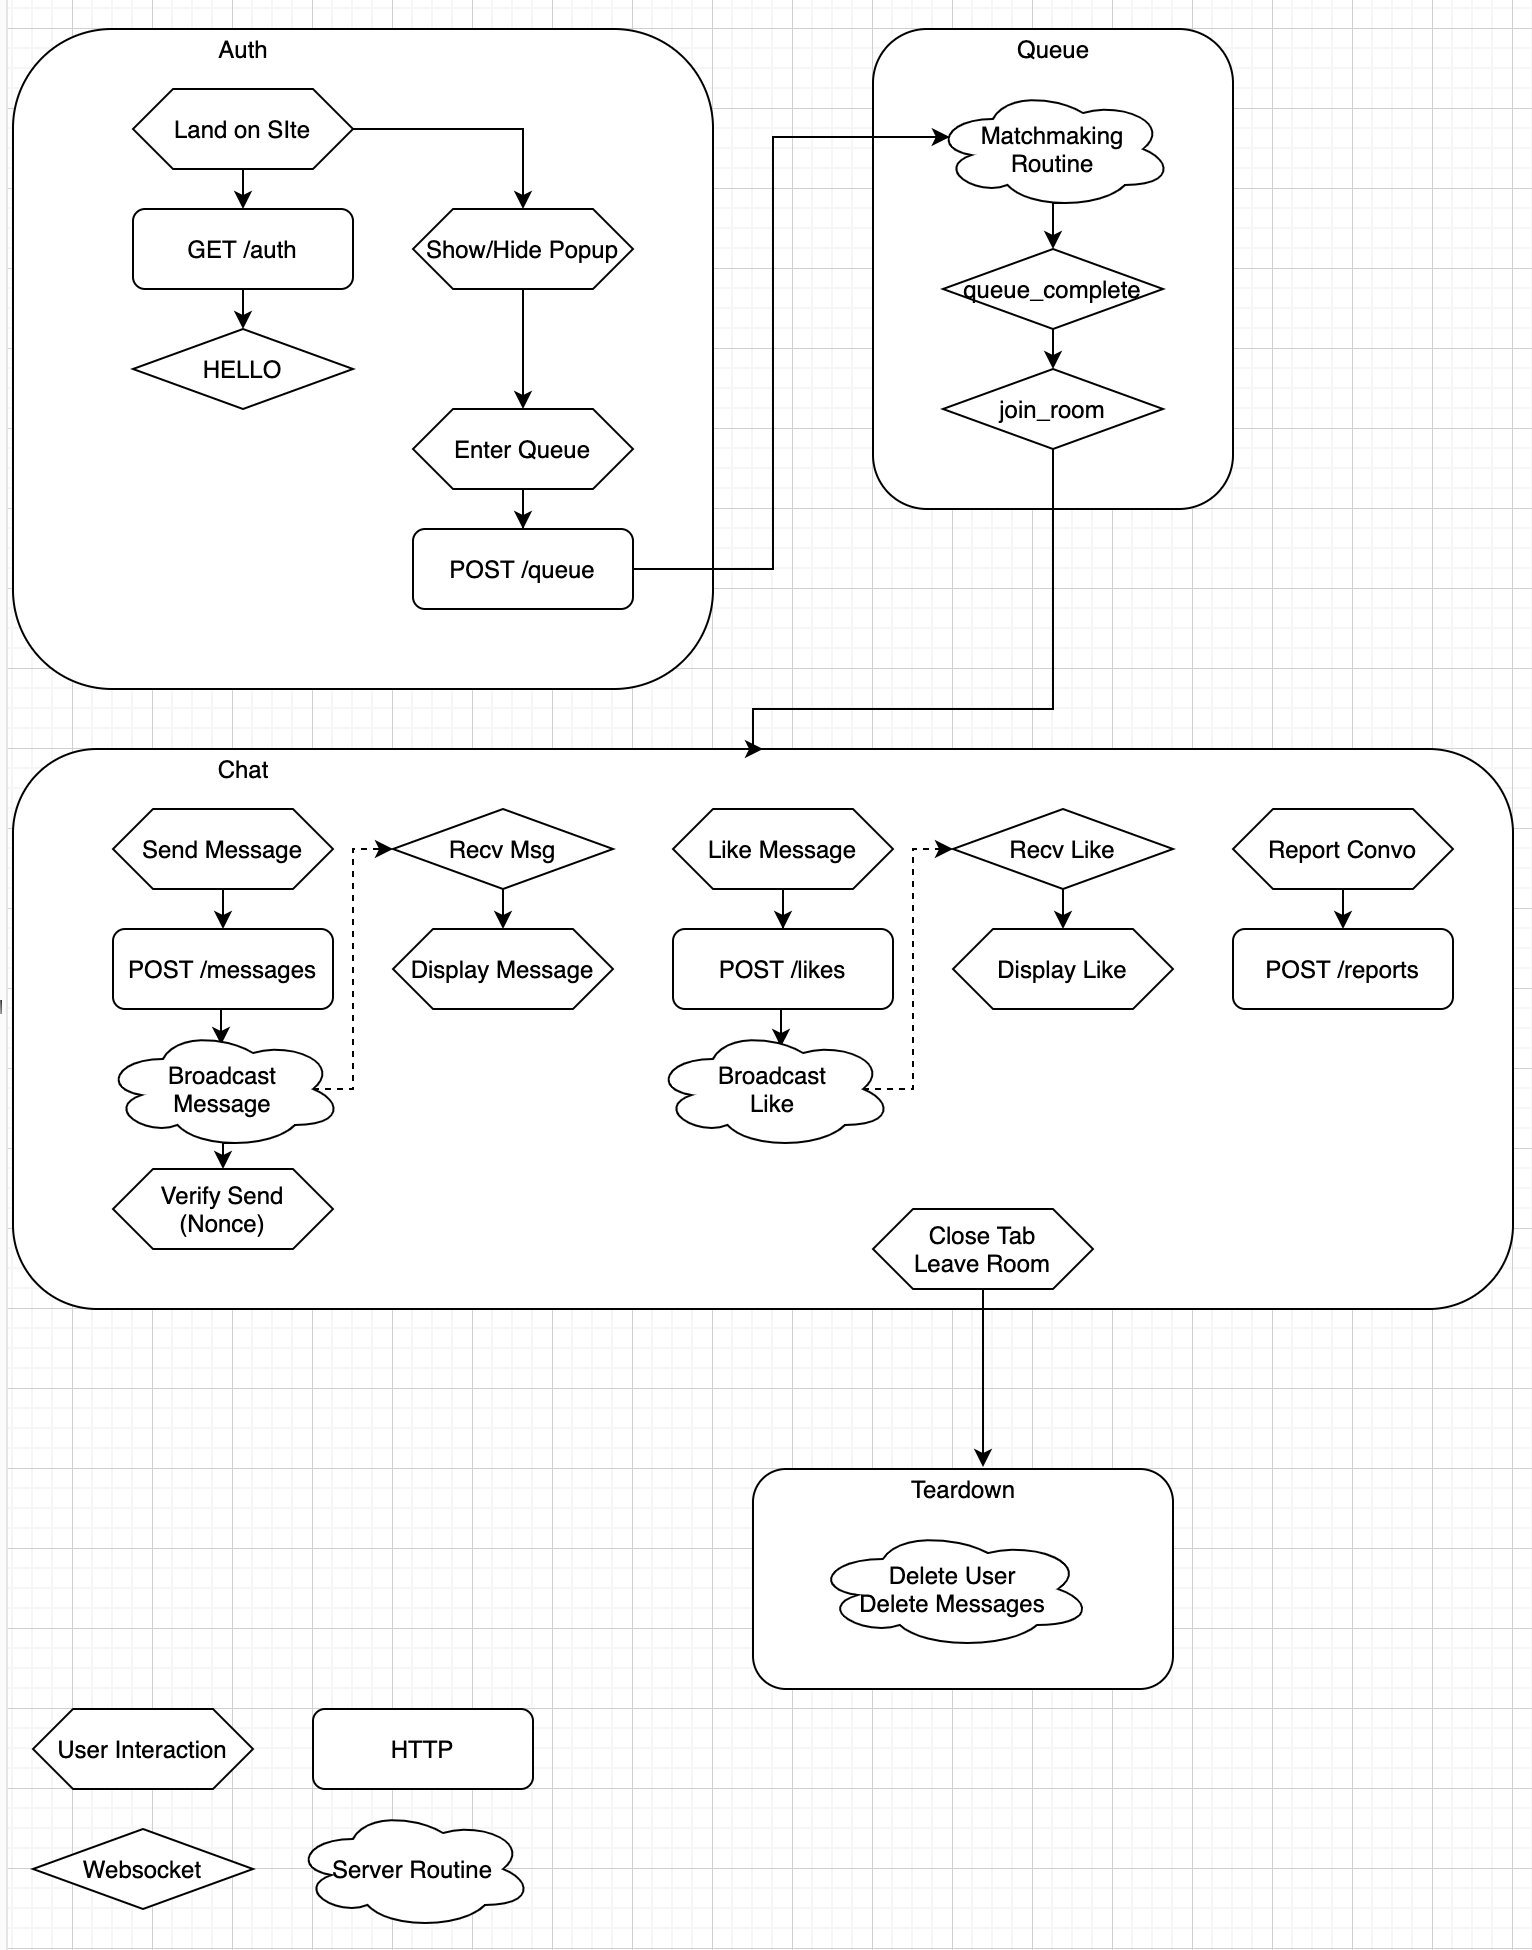 Auth
Land on SIte
GET /auth
HELLO
Show/Hide Popup
Enter Queue
POST /queue
Queue
Matchmaking
Routine
queue_complete
join_room
Chat
Send Message
POST /messages
Broadcast
Message
Verify Send
(Nonce)
Recv Msg
Display Message
Like Message
POST /likes
Broadcast
Like
Recv Like
Display Like
Report Convo
POST /reports
Close Tab
Leave Room
Teardown
Delete User
Delete Messages
User Interaction
HTTP
Websocket
Server Routine